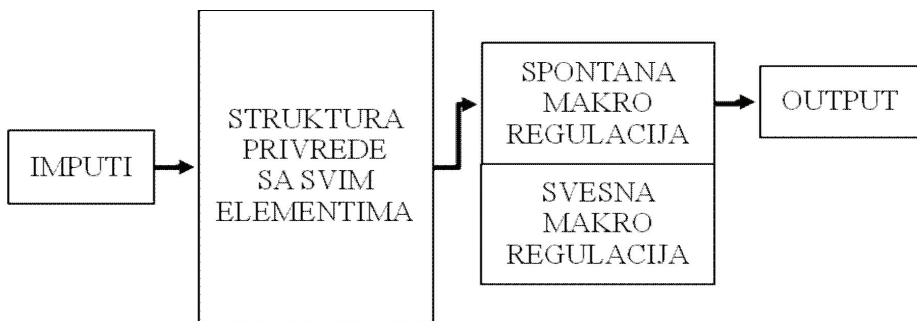 IMPUTI
STRUKTURA
PRIVREDE
SA SVIM
ELEMENTIMA
SPONTANA
MAKRO
REGULACIJA
SVESNA
MAKRO
REGULACIJA
OUTPUT